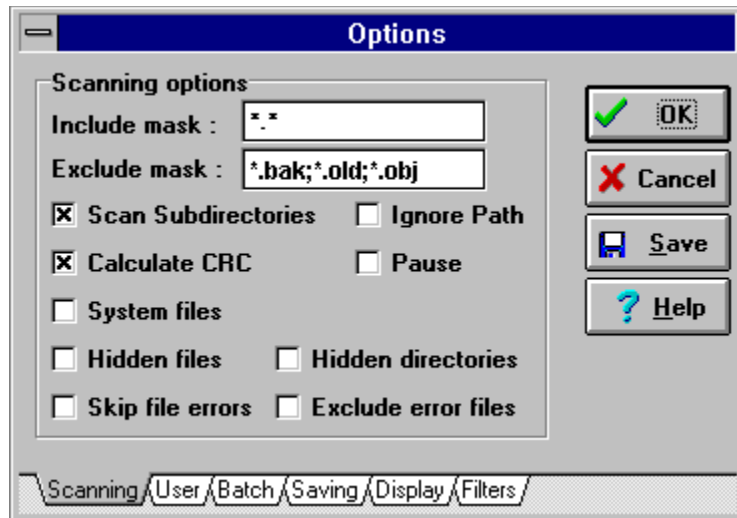 Options
Scanning options
Include mask : *.*
Exclude mask : *.bak;*.old;*.obj
Scan Subdirectories Ignore Path
Calculate CRC Pause
System files
Hidden files Hidden directories
Skip file errors Exclude error files
OK
Cancel
Save
Help
Scanning User Batch Saving Display Filters